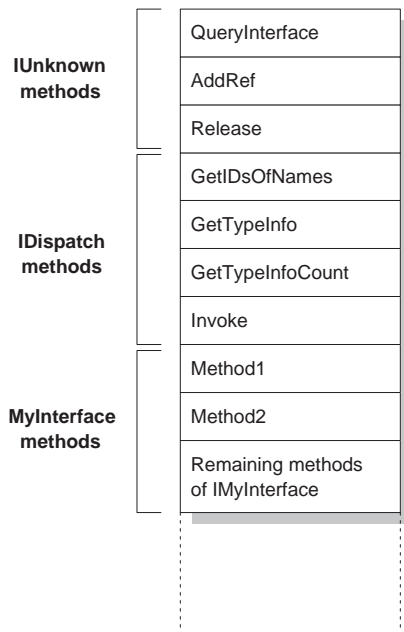 IUnknown
methods
QueryInterface
AddRef
Release
IDispatch
methods
GetIDsOfNames
GetTypeInfo
GetTypeInfoCount
Invoke
MyInterface
methods
Method1
Method2
Remaining methods
of IMyInterface